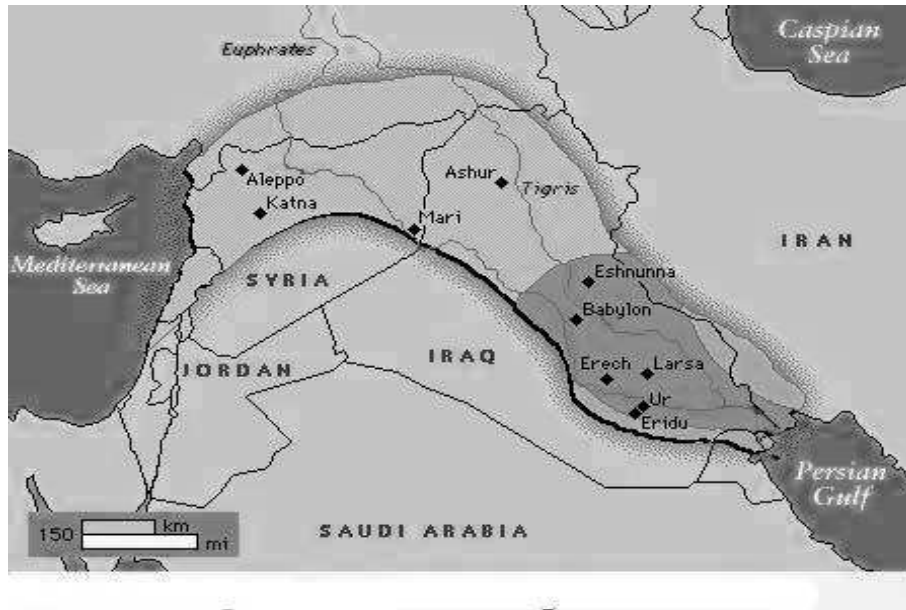 Caspian
Sea
Euphrates
Aleppo
Ashur
Tigris
Katna
Mari
IRAN
Mediterranean
Sea
SYRIA
Eshnunna
Babylon
IRAQ
JORDAN
Erech
Larsa
Ur
Eridu
Persian
Gulf
150 km
mi
SAUDI ARABIA